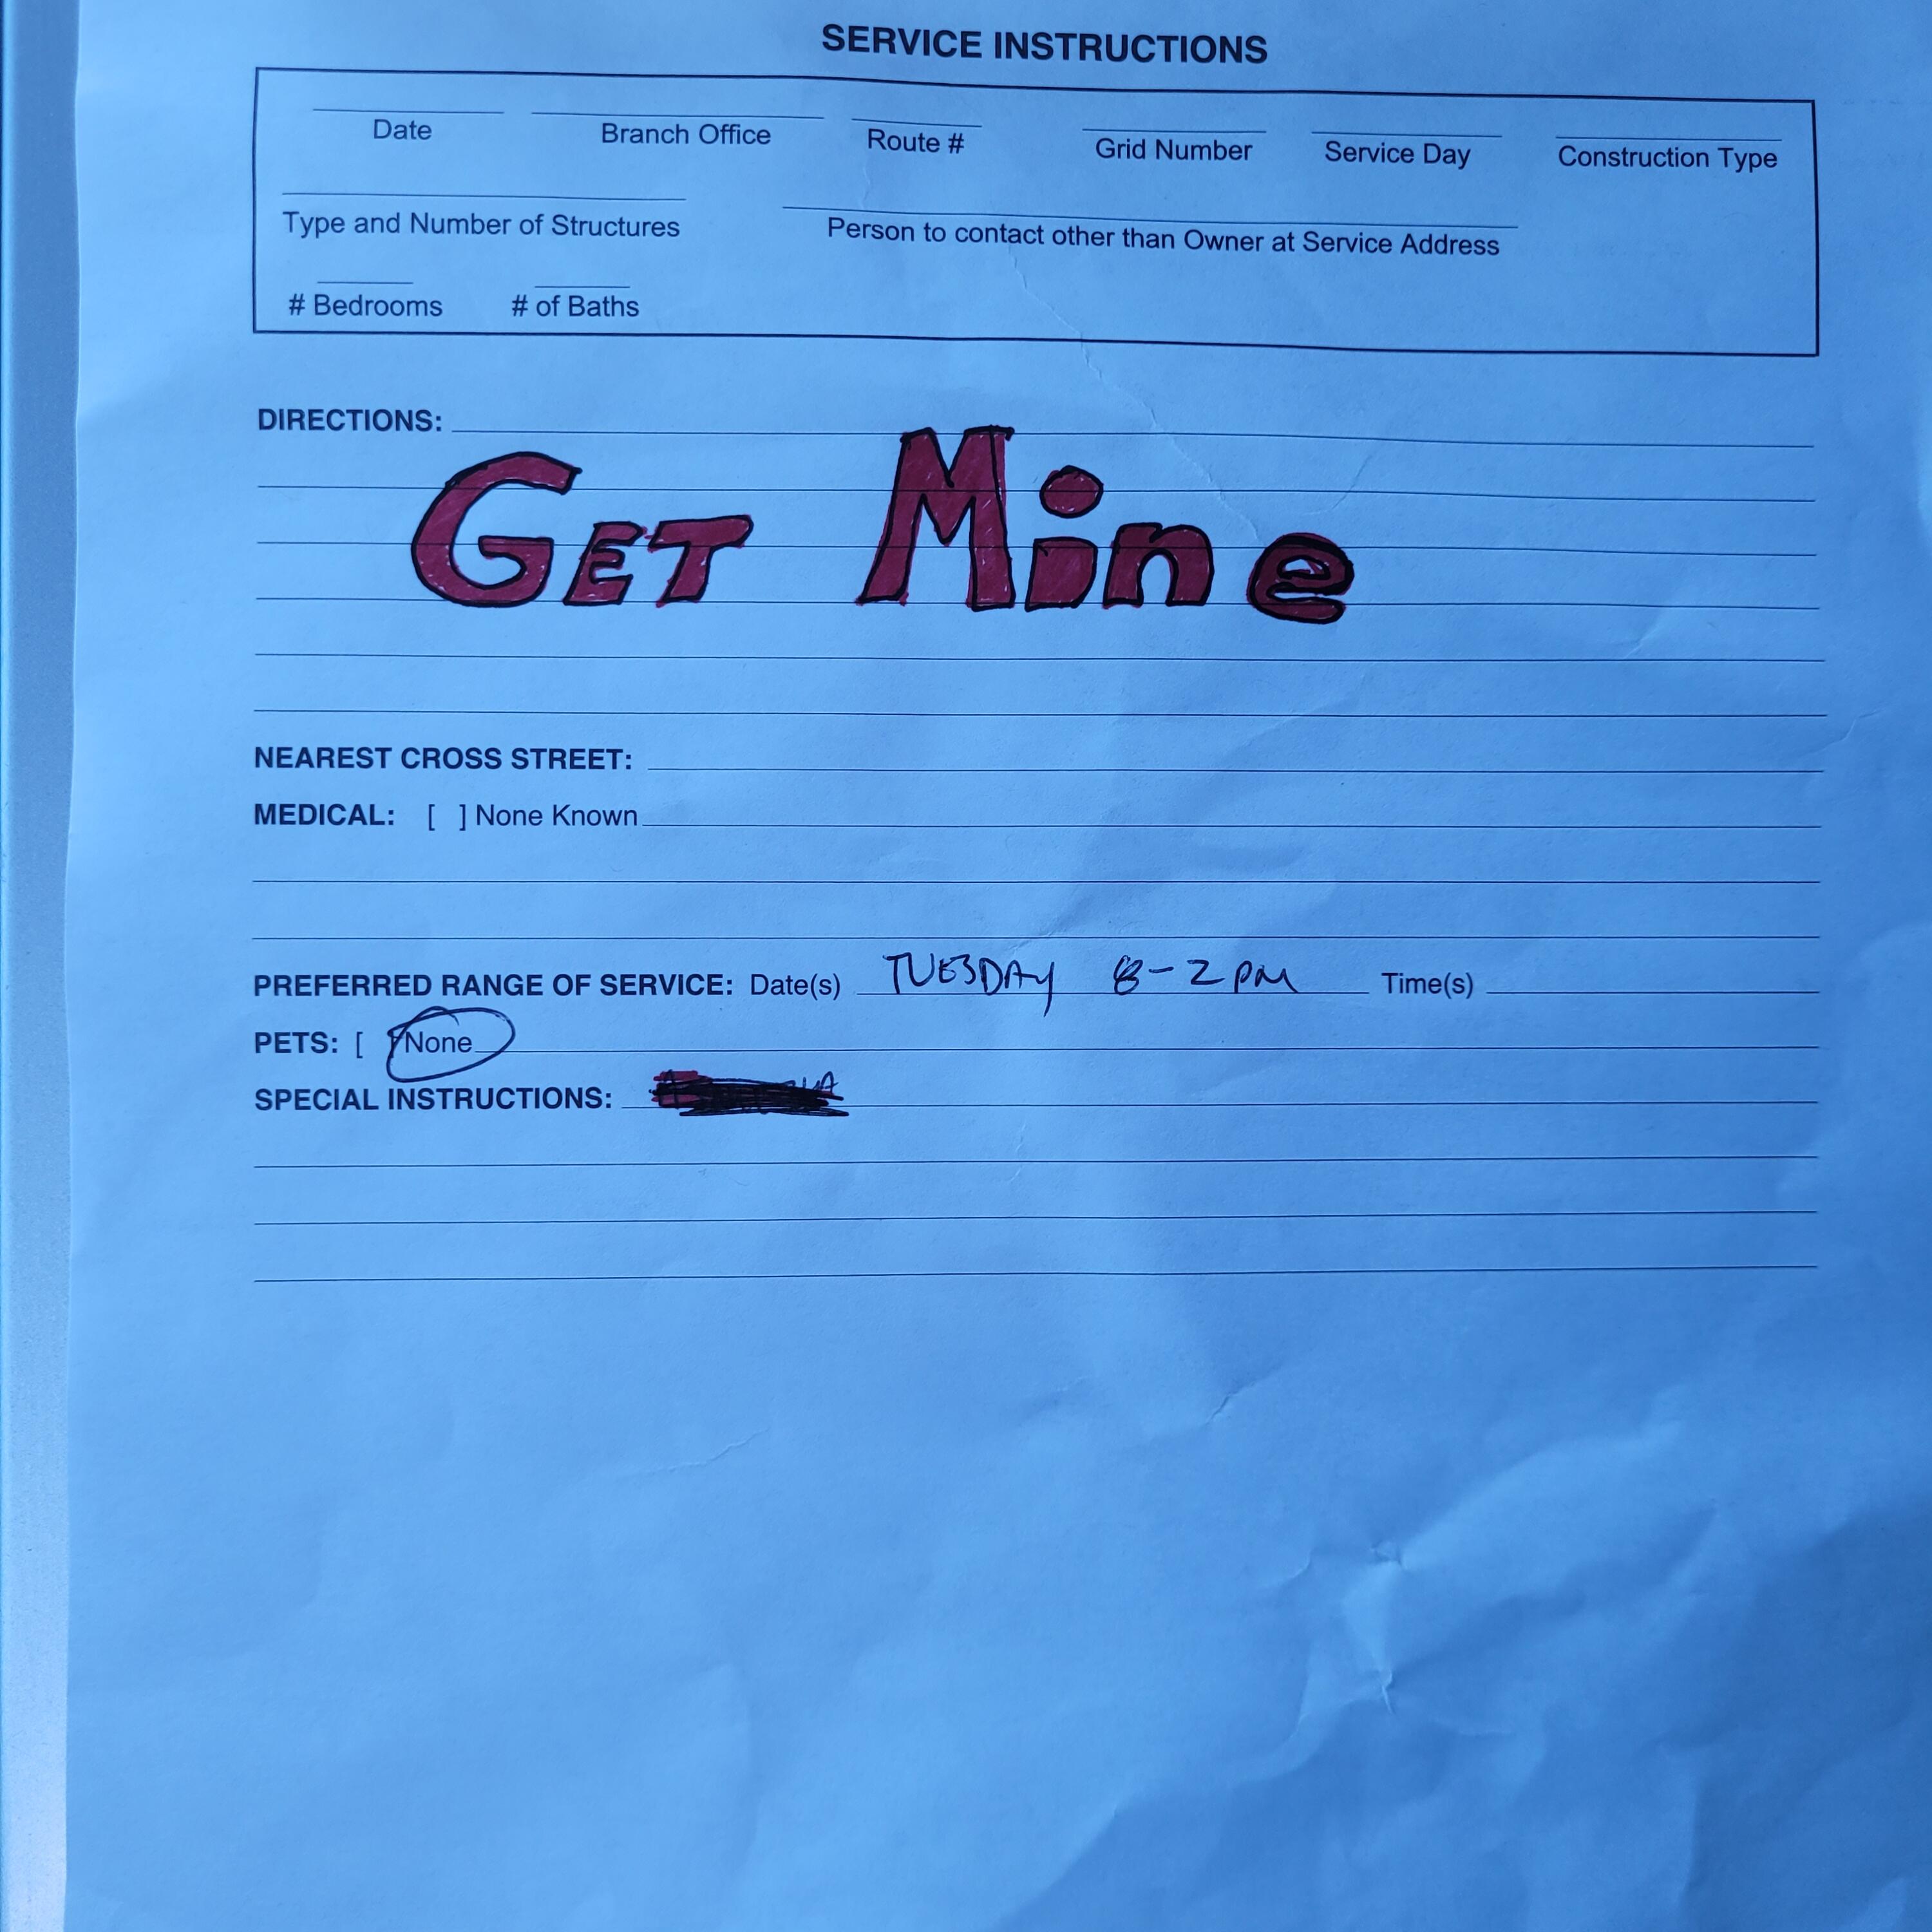 SERVICE INSTRUCTIONS
Date Branch Office Route # Grid Number Service Day Construction Type
Type and Number of Structures Person to contact other than Owner at Service Address
# Bedrooms # of Baths
DIRECTIONS:
GET Mine
NEAREST CROSS STREET:
MEDICAL: [ ] None Known
PREFERRED RANGE OF SERVICE: Date(s) TUESDAY 8-2 PM Time(s)
PETS: [ ] None
SPECIAL INSTRUCTIONS: